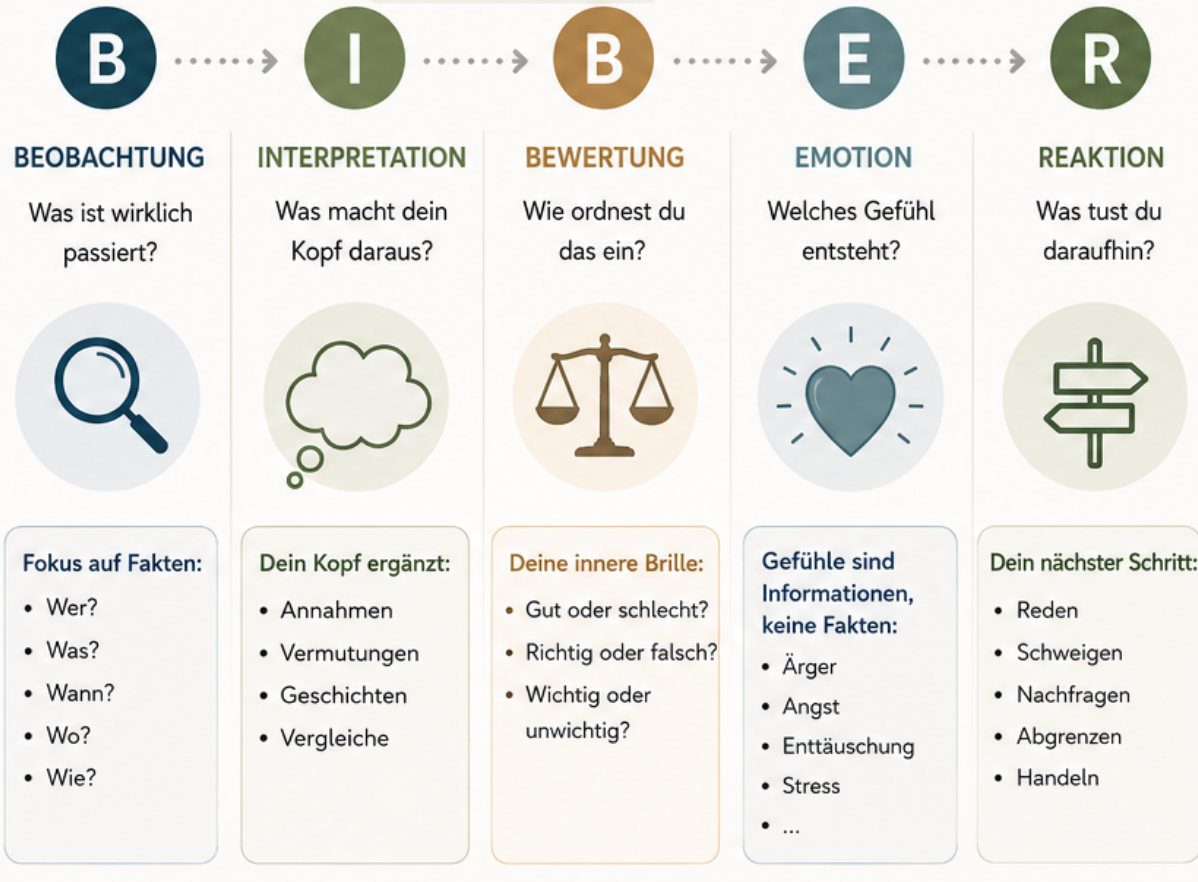 B
I
B
E
R
BEOBACHTUNG
Was ist wirklich
passiert?
INTERPRETATION
Was macht dein
Kopf daraus?
BEWERTUNG
Wie ordnest du
das ein?
EMOTION
Welches Gefühl
entsteht?
REAKTION
Was tust du
daraufhin?
Fokus auf Fakten:
• Wer?
• Was?
• Wann?
• Wo?
• Wie?
Dein Kopf ergänzt:
• Annahmen
• Vermutungen
• Geschichten
• Vergleiche
Deine innere Brille:
• Gut oder schlecht?
• Richtig oder falsch?
• Wichtig oder
unwichtig?
Gefühle sind
Informationen,
keine Fakten:
• Ärger
• Angst
• Enttäuschung
• Stress
• ...
Dein nächster Schritt:
• Reden
• Schweigen
• Nachfragen
• Abgrenzen
• Handeln